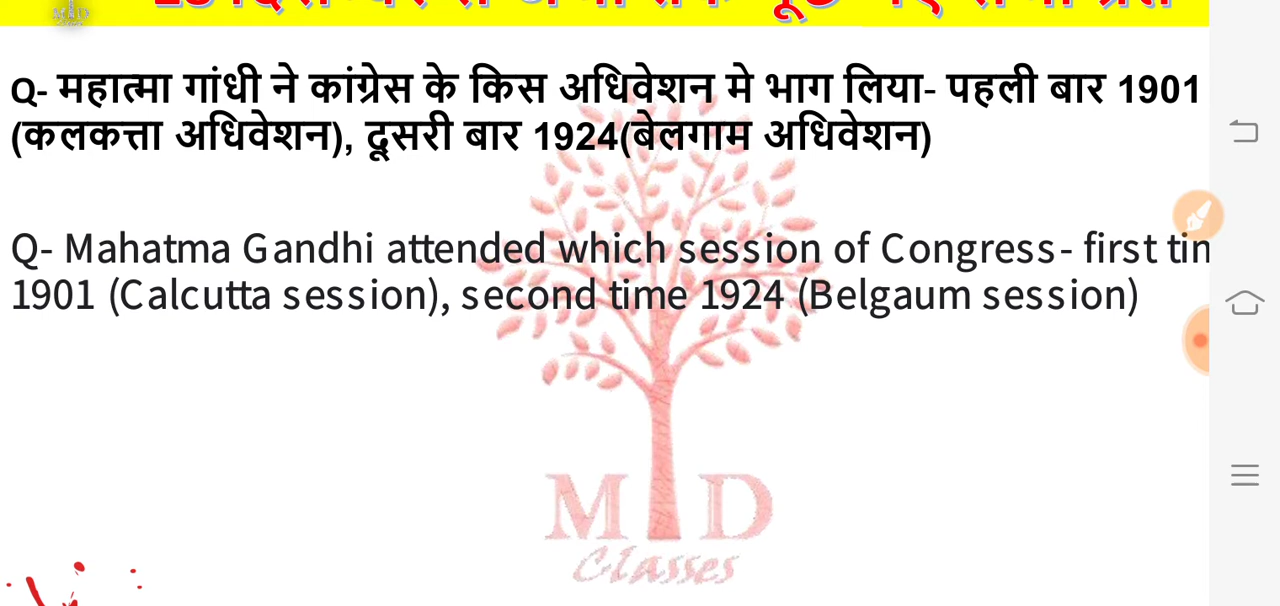 Q- महात्मा गांधी ने कांग्रेस के किस अधिवेशन मे भाग लिया- पहली बार 1901
(कलकत्ता अधिवेशन), दूसरी बार 1924(बेलगाम अधिवेशन)
Q- Mahatma Gandhi attended which session of Congress- first tin
1901 (Calcutta session), second time 1924 (Belgaum session)
M D
Classes